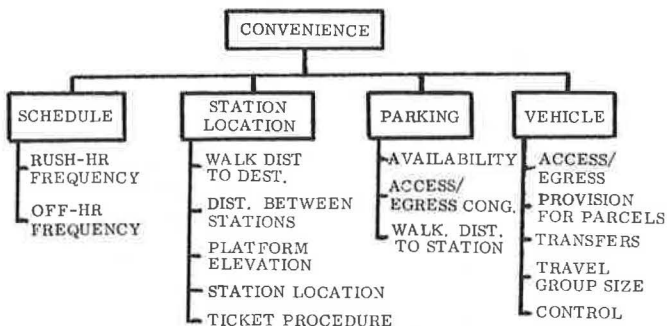 CONVENIENCE
SCHEDULE
RUSH-HR
FREQUENCY
OFF-HR
FREQUENCY
STATION
LOCATION
WALK DIST
TO DEST.
DIST. BETWEEN
STATIONS
PLATFORM
ELEVATION
STATION LOCATION
TICKET PROCEDURE
PARKING
AVAILABILITY
ACCESS/
EGRESS CONG.
WALK. DIST.
TO STATION
VEHICLE
ACCESS/
EGRESS
PROVISION
FOR PARCELS
TRANSFERS
TRAVEL
GROUP SIZE
CONTROL